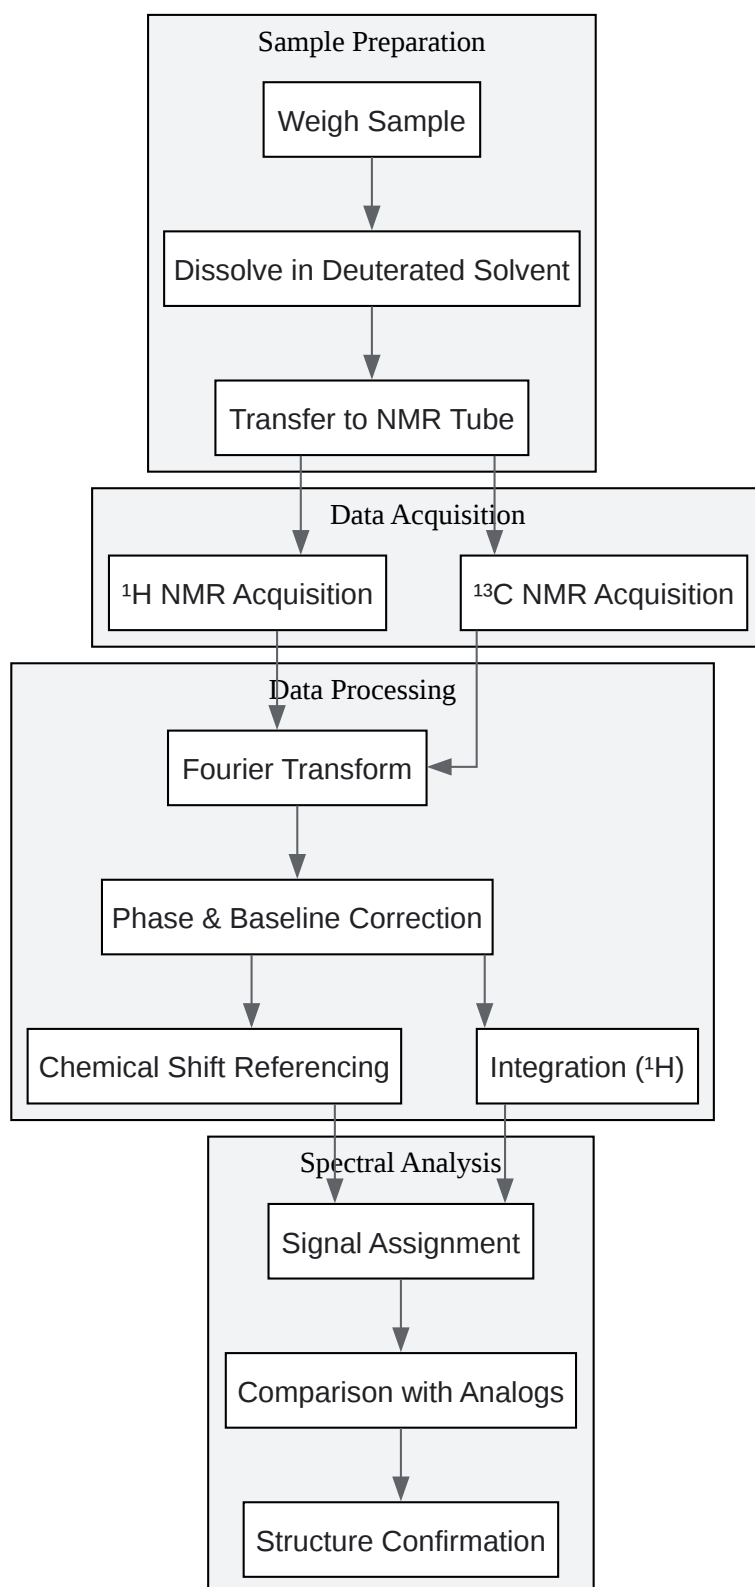 Sample Preparation
Weigh Sample
Dissolve in Deuterated Solvent
Transfer to NMR Tube
Data Acquisition
¹H NMR Acquisition
¹³C NMR Acquisition
Data Processing
Fourier Transform
Phase & Baseline Correction
Chemical Shift Referencing
Integration (¹H)
Spectral Analysis
Signal Assignment
Comparison with Analogs
Structure Confirmation